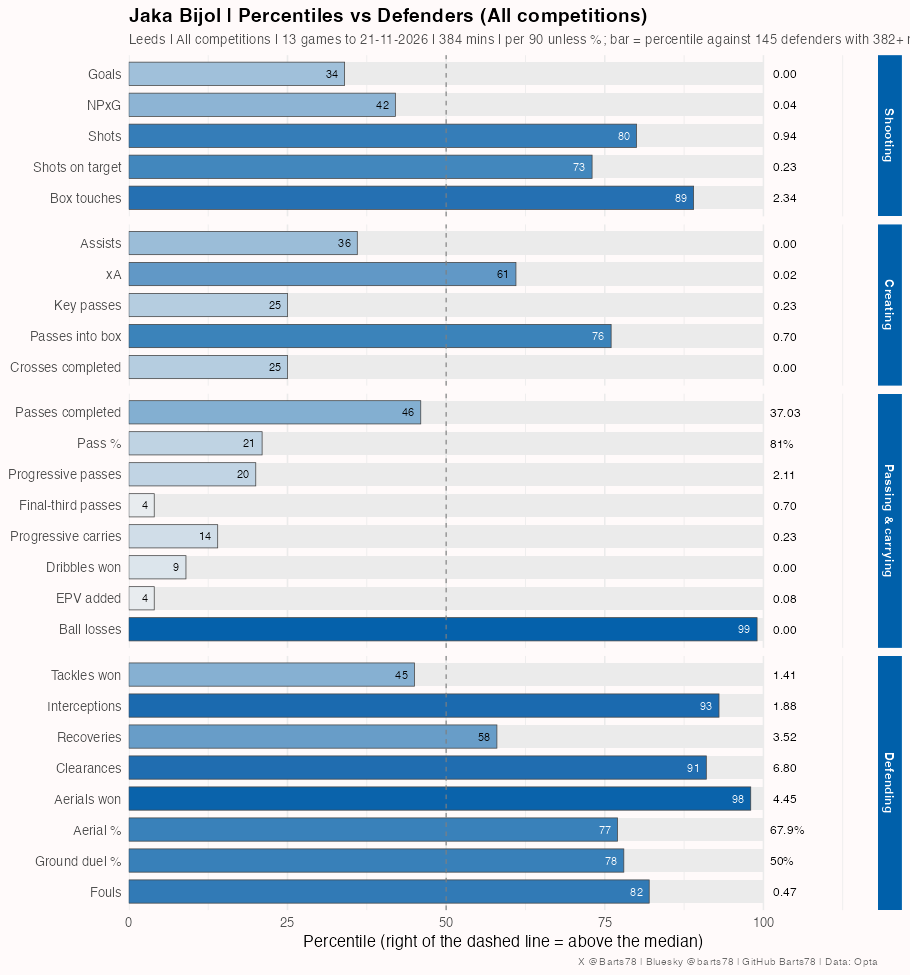 Jaka Bijol | Percentiles vs Defenders (All competitions)
Leeds | All competitions | 13 games to 21-11-2026 | 384 mins | per 90 unless %; bar = percentile against 145 defenders with 382+
Goals 34 0.00
NPxG 42 0.04
Shots 80 0.94
Shots on target 73 0.23
Box touches 89 2.34
Shooting
Assists 36 0.00
xA 61 0.02
Key passes 25 0.23
Passes into box 76 0.70
Crosses completed 25 0.00
Creating
Passes completed 46 37.03
Pass % 21 81%
Progressive passes 20 2.11
Final-third passes 4 0.70
Progressive carries 14 0.23
Dribbles won 9 0.00
EPV added 4 0.08
Ball losses 99 0.00
Passing & carrying
Tackles won 45 1.41
Interceptions 93 1.88
Recoveries 58 3.52
Clearances 91 6.80
Aerials won 98 4.45
Aerial % 77 67.9%
Ground duel % 78 50%
Fouls 82 0.47
Defending
0 25 50 75 100
Percentile (right of the dashed line = above the median)
X @Barts78 | Bluesky @barts78 | GitHub Barts78 | Data: Opta